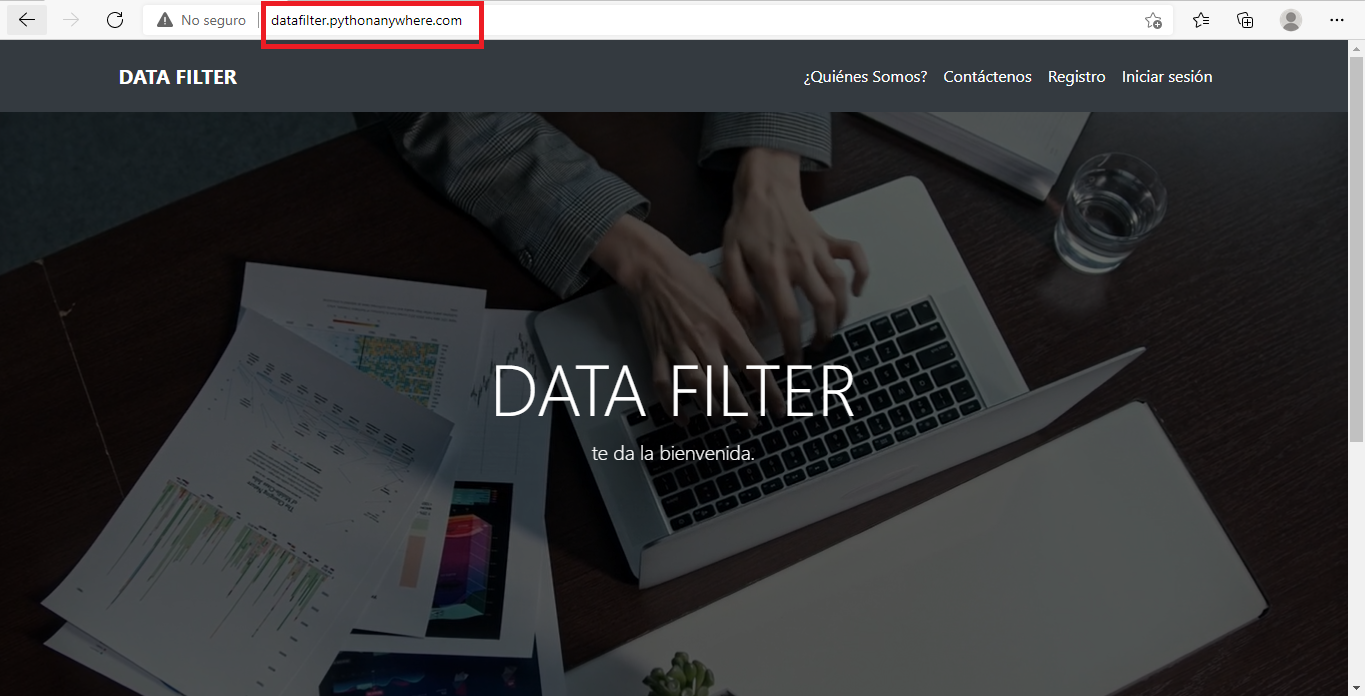 No seguro
datafilter.pythonanywhere.com
DATA FILTER
¿Quiénes Somos? Contáctenos Registro Iniciar sesión
DATA FILTER
te da la bienvenida.